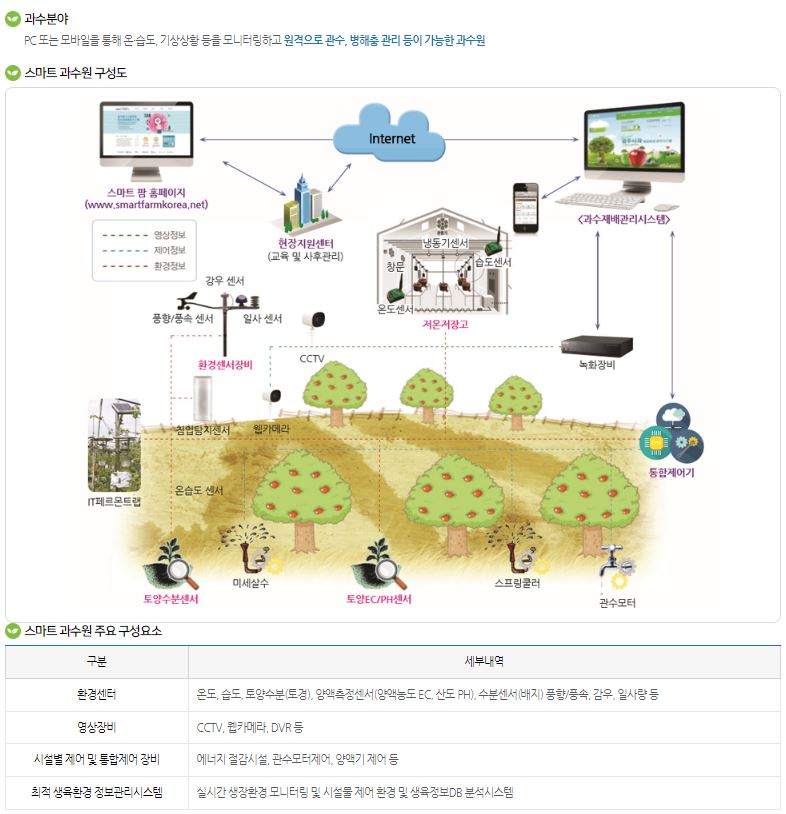 과수분야
PC 또는 모바일을 통해 온·습도, 기상상황 등을 모니터링하고 원격으로 관수, 병해충 관리 등이 가능한 과수원
스마트 과수원 구성도
Internet
스마트 팜 홈페이지
(www.smartfarmkorea.net)
현장지원센터
(교육 및 사후관리)
<과수재배관리시스템>
영상정보
제어정보
환경정보
냉동기센서
창문
습도센서
온도센서
저온저장고
강우 센서
풍향/풍속 센서
일사 센서
환경센서장비
CCTV
녹화장비
침입탐지센서
웹카메라
통합제어기
IT페르몬트랩
온습도 센서
토양수분센서
미세살수
토양EC/PH센서
스프링쿨러
관수모터
스마트 과수원 주요 구성요소
구분
세부내역
환경센터
온도, 습도, 토양수분(토경), 양액측정센서(양액농도 EC, 산도 PH), 수분센서(배지) 풍향/풍속, 감우, 일사량 등
영상장비
CCTV, 웹카메라, DVR 등
시설별 제어 및 통합제어 장비
에너지 절감시설, 관수모터제어, 양액기 제어 등
최적 생육환경 정보관리시스템
실시간 생장환경 모니터링 및 시설물 제어 환경 및 생육정보DB 분석시스템